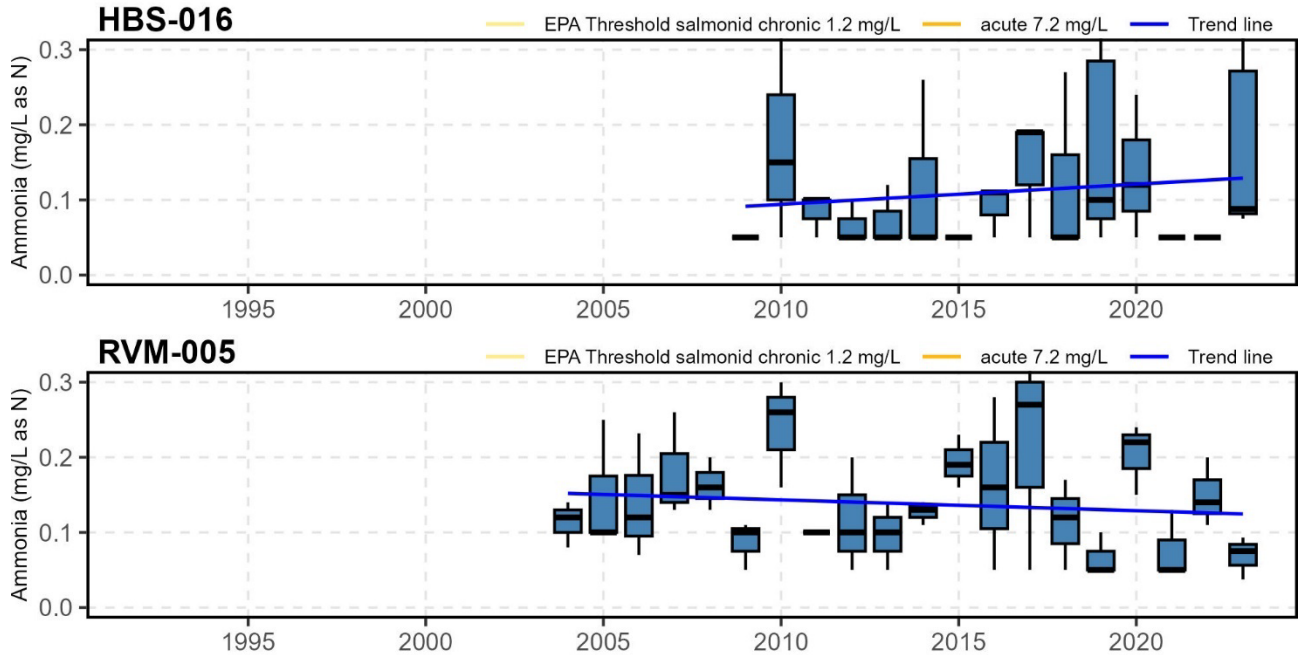 HBS-016
EPA Threshold salmonid chronic 1.2 mg/L acute 7.2 mg/L Trend line
Ammonia (mg/L as N)
0.3
0.2
0.1
0.0
1995 2000 2005 2010 2015 2020
RVM-005
EPA Threshold salmonid chronic 1.2 mg/L acute 7.2 mg/L Trend line
Ammonia (mg/L as N)
0.3
0.2
0.1
0.0
1995 2000 2005 2010 2015 2020